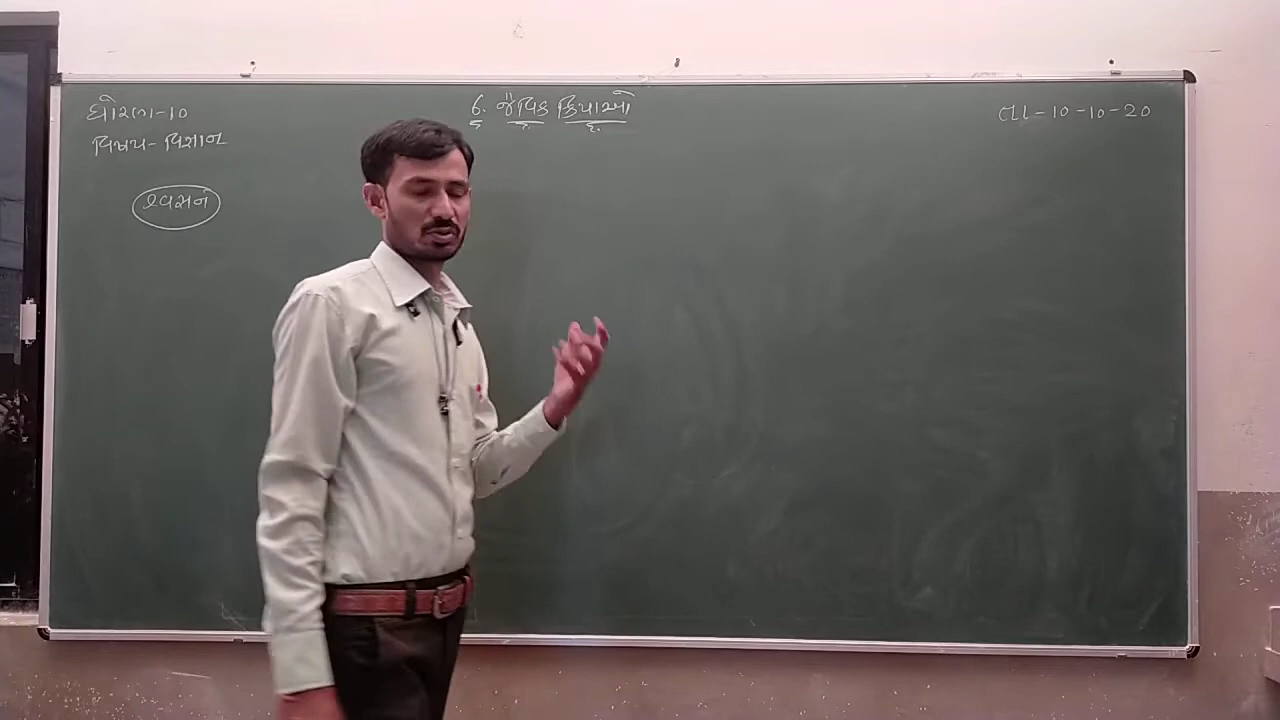 ધોરણ-10
6. જૈવિક ક્રિયાઓ
તા-10-10-20
વિષય-વિજ્ઞાન
શ્વસન